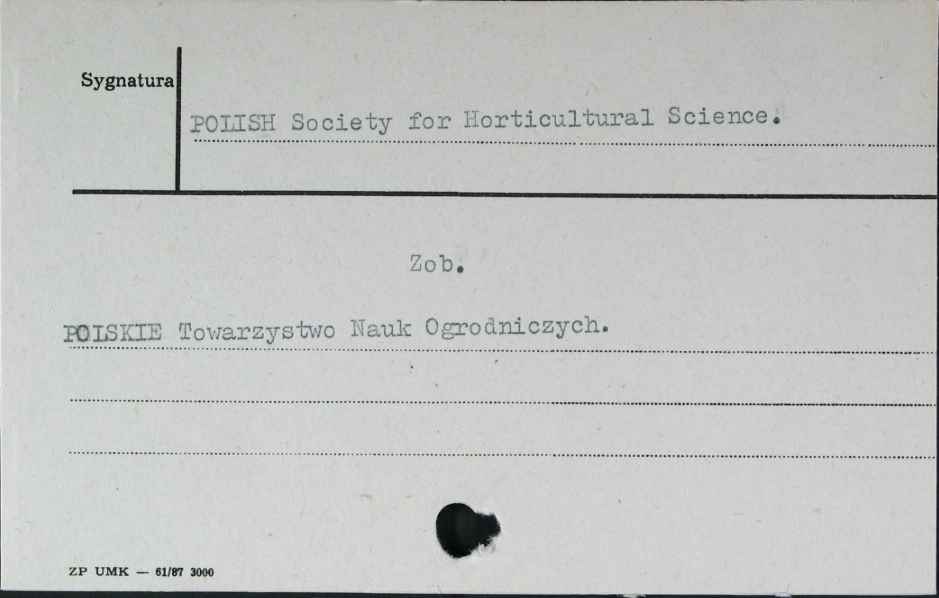 Sygnatura
POLISH Society for Horticultural Science.
Zob.
POLSKIE Towarzystwo Nauk Ogrodniczych.
ZP UMK — 61/87 3000